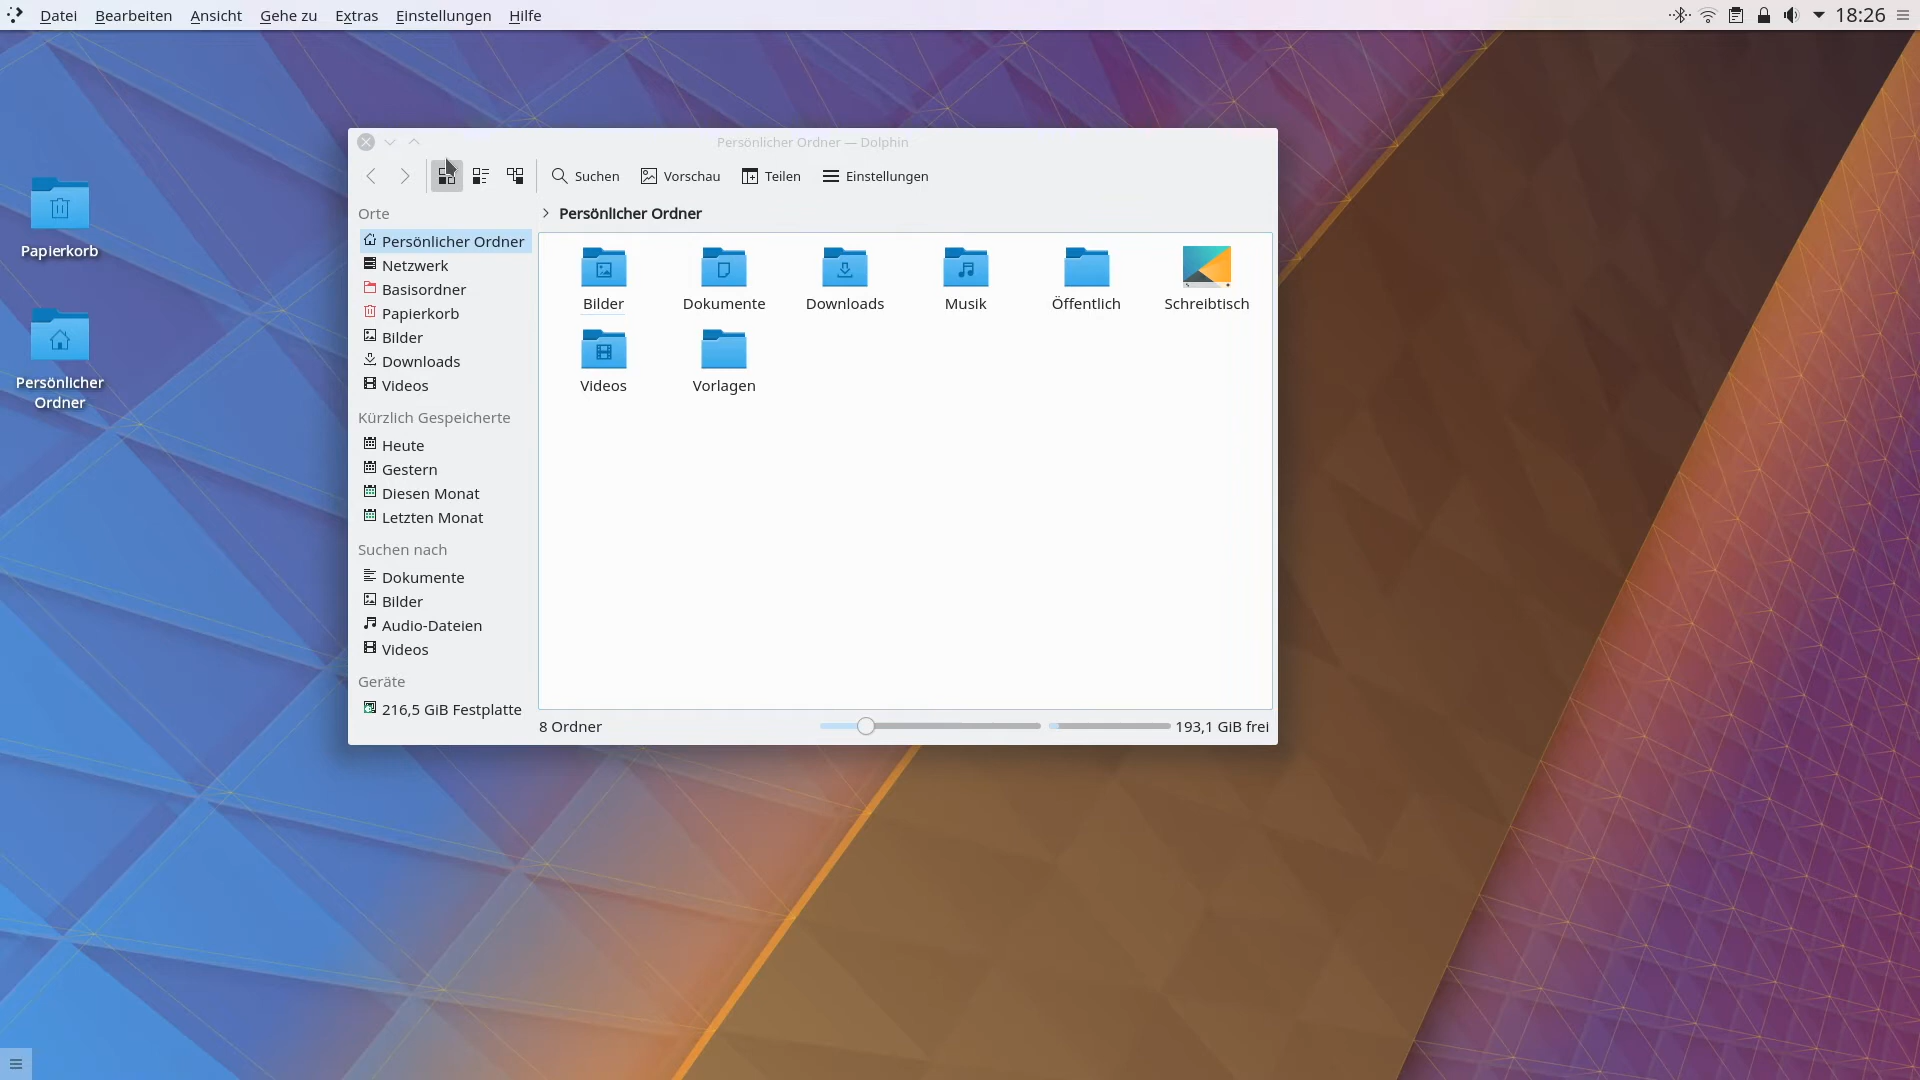 Datei Bearbeiten Ansicht Gehe zu Extras Einstellungen Hilfe 18:26
Papierkorb
Persönlicher
Ordner
Persönlicher Ordner — Dolphin
Suchen Vorschau Teilen Einstellungen
Orte
Persönlicher Ordner
Netzwerk
Basisordner
Papierkorb
Bilder
Downloads
Videos
Kürzlich Gespeicherte
Heute
Gestern
Diesen Monat
Letzten Monat
Suchen nach
Dokumente
Bilder
Audio-Dateien
Videos
Geräte
216,5 GiB Festplatte
> Persönlicher Ordner
Bilder Dokumente Downloads Musik Öffentlich Schreibtisch
Videos Vorlagen
8 Ordner 193,1 GiB frei